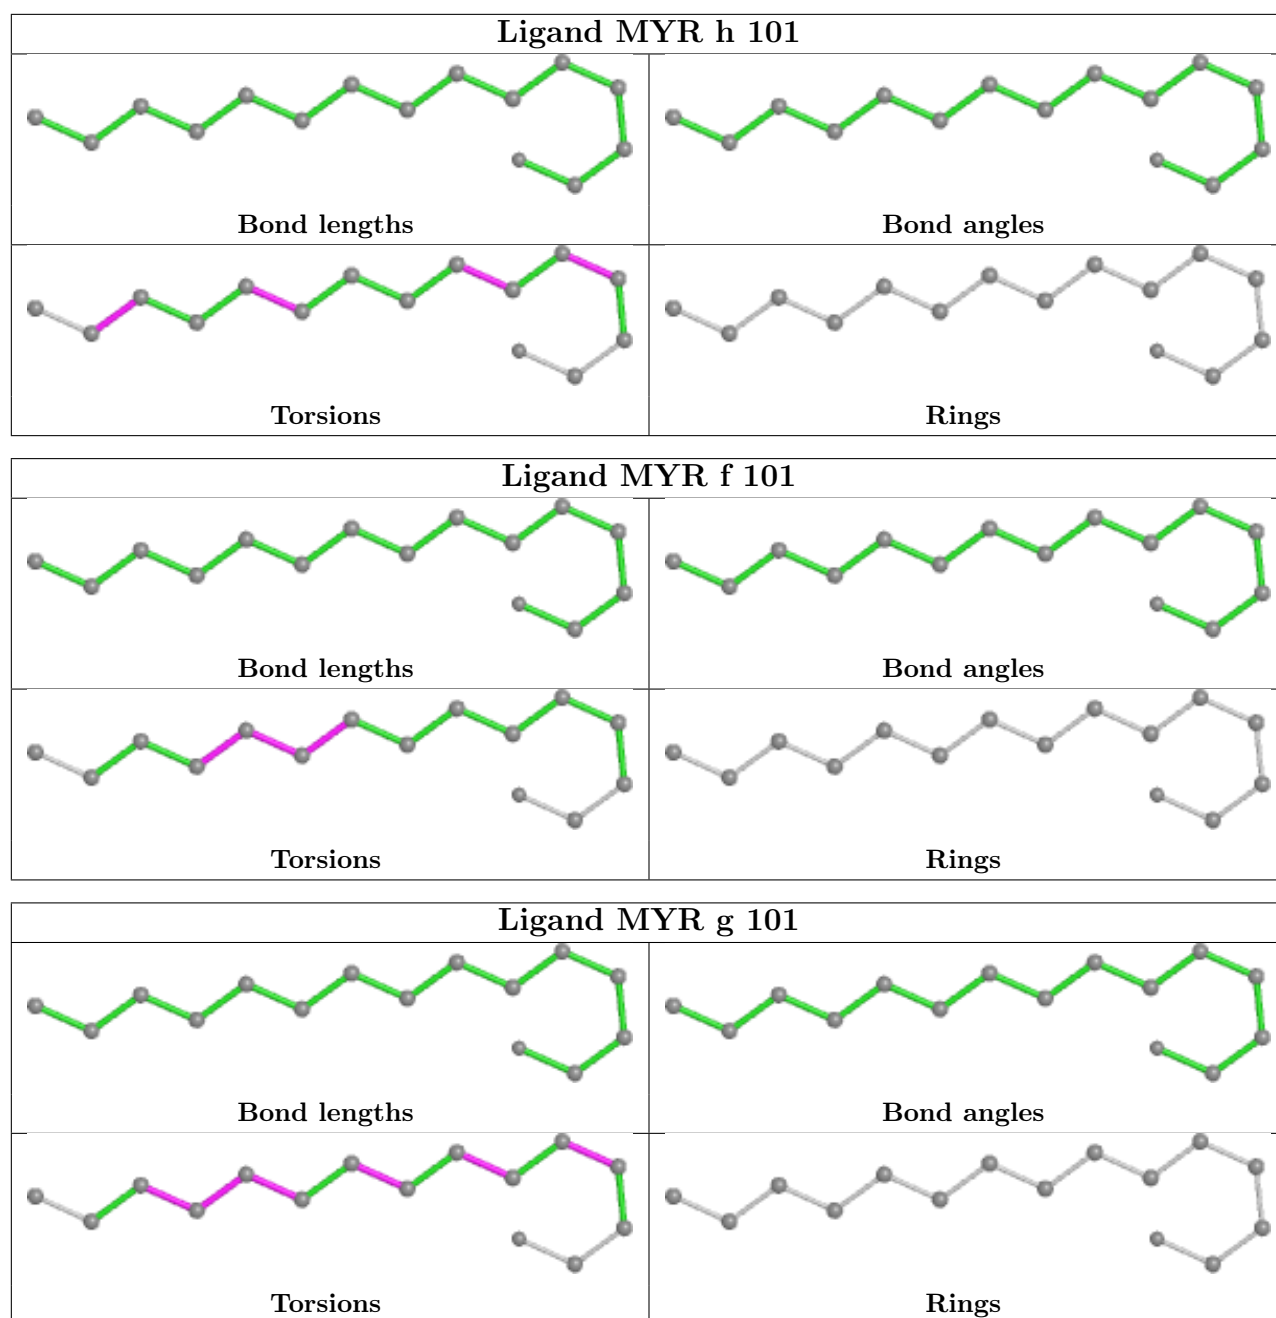 Ligand MYR h 101
Bond lengths
Bond angles
Torsions
Rings
Ligand MYR f 101
Bond lengths
Bond angles
Torsions
Rings
Ligand MYR g 101
Bond lengths
Bond angles
Torsions
Rings